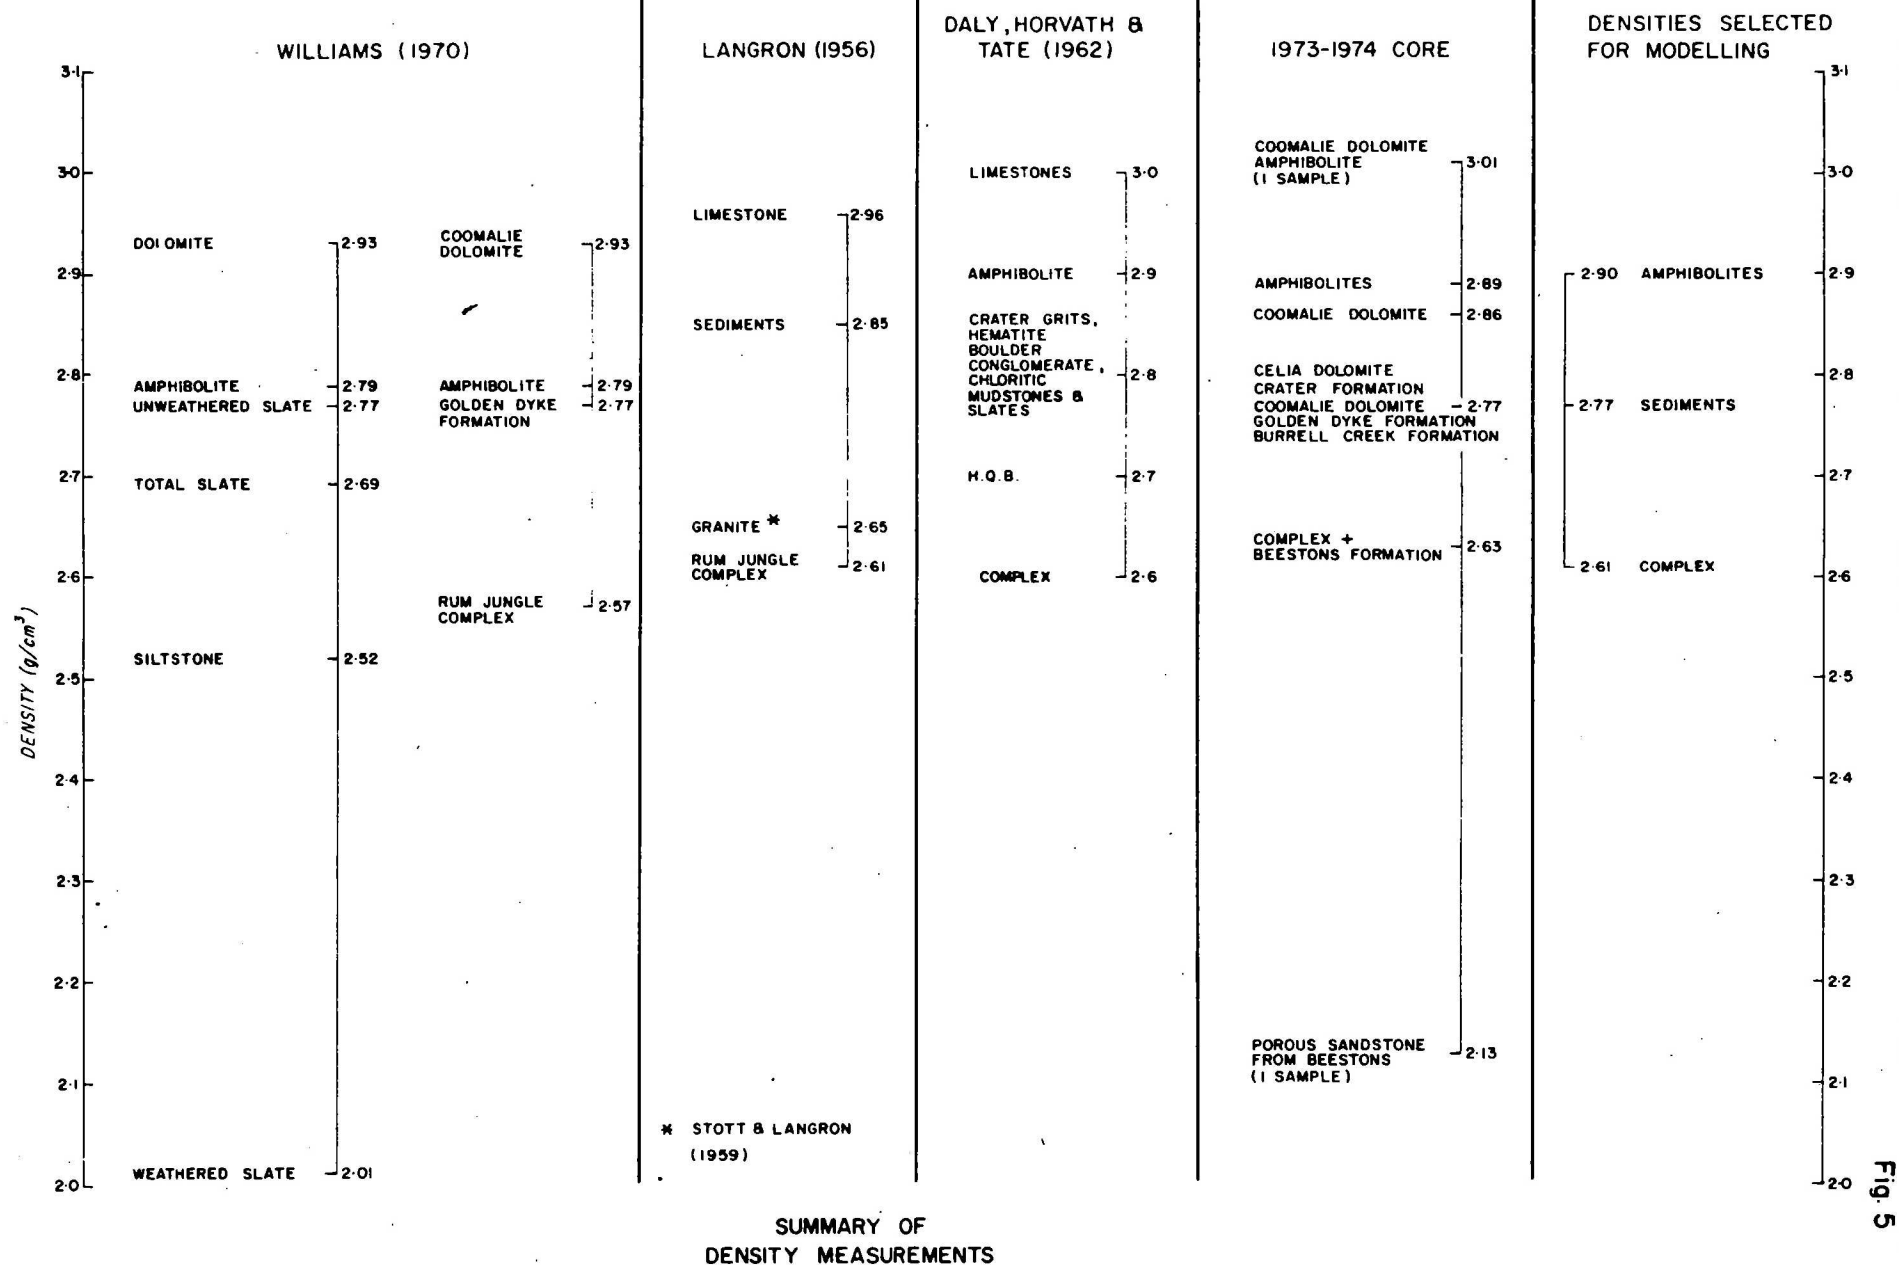 WILLIAMS (1970)
3.1
3.0
2.9
2.8
2.7
2.6
2.5
2.4
2.3
2.2
2.1
2.0
DENSITY (g/cm³)
DOLOMITE 2.93
AMPHIBOLITE 2.79
UNWEATHERED SLATE 2.77
TOTAL SLATE 2.69
SILTSTONE 2.52
WEATHERED SLATE 2.01
COOMALIE
DOLOMITE 2.93
AMPHIBOLITE 2.79
GOLDEN DYKE 2.77
FORMATION
RUM JUNGLE 2.57
COMPLEX
LANGRON (1956)
LIMESTONE 2.96
SEDIMENTS 2.85
GRANITE * 2.65
RUM JUNGLE 2.61
COMPLEX
* STOTT & LANGRON
(1959)
DALY, HORVATH &
TATE (1962)
LIMESTONES 3.0
AMPHIBOLITE 2.9
CRATER GRITS,
HEMATITE
BOULDER
CONGLOMERATE, 2.8
CHLORITIC
MUDSTONES &
SLATES
H.Q.B. 2.7
COMPLEX 2.6
1973-1974 CORE
COOMALIE DOLOMITE
AMPHIBOLITE 3.01
(1 SAMPLE)
AMPHIBOLITES 2.89
COOMALIE DOLOMITE 2.86
CELIA DOLOMITE
CRATER FORMATION
COOMALIE DOLOMITE 2.77
GOLDEN DYKE FORMATION
BURRELL CREEK FORMATION
COMPLEX +
BEESTONS FORMATION 2.63
POROUS SANDSTONE
FROM BEESTONS 2.13
(1 SAMPLE)
DENSITIES SELECTED
FOR MODELLING
2.90 AMPHIBOLITES
2.77 SEDIMENTS
2.61 COMPLEX
3.1
3.0
2.9
2.8
2.7
2.6
2.5
2.4
2.3
2.2
2.1
2.0
Fig. 5
SUMMARY OF
DENSITY MEASUREMENTS